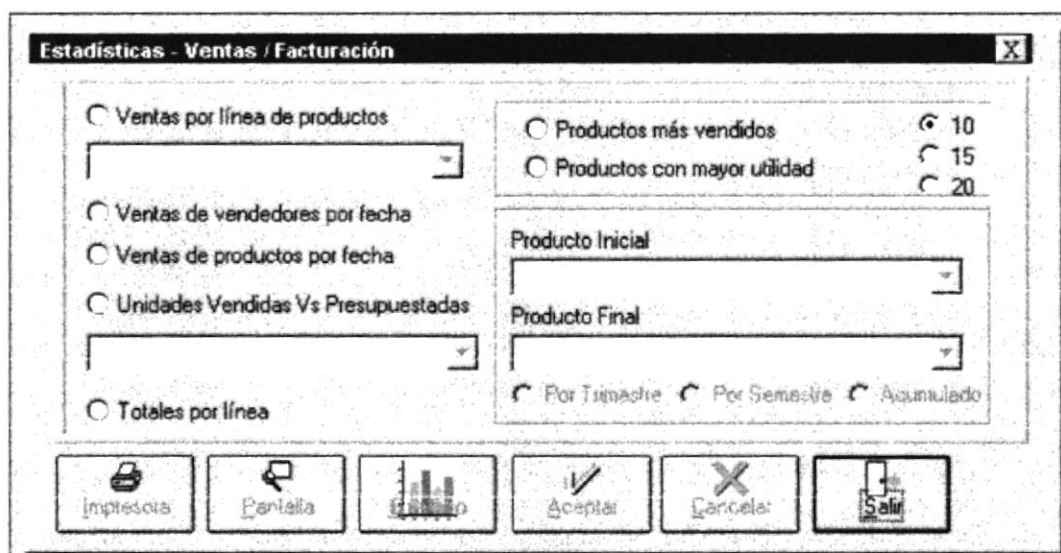 Estadísticas - Ventas / Facturación
Ventas por línea de productos
Ventas de vendedores por fecha
Ventas de productos por fecha
Unidades Vendidas Vs Presupuestadas
Totales por línea
Productos más vendidos
Productos con mayor utilidad
10
15
20
Producto Inicial
Producto Final
Por Trimestre Por Semestre Acumulado
Impresora Pantalla Aceptar Cancelar Salir